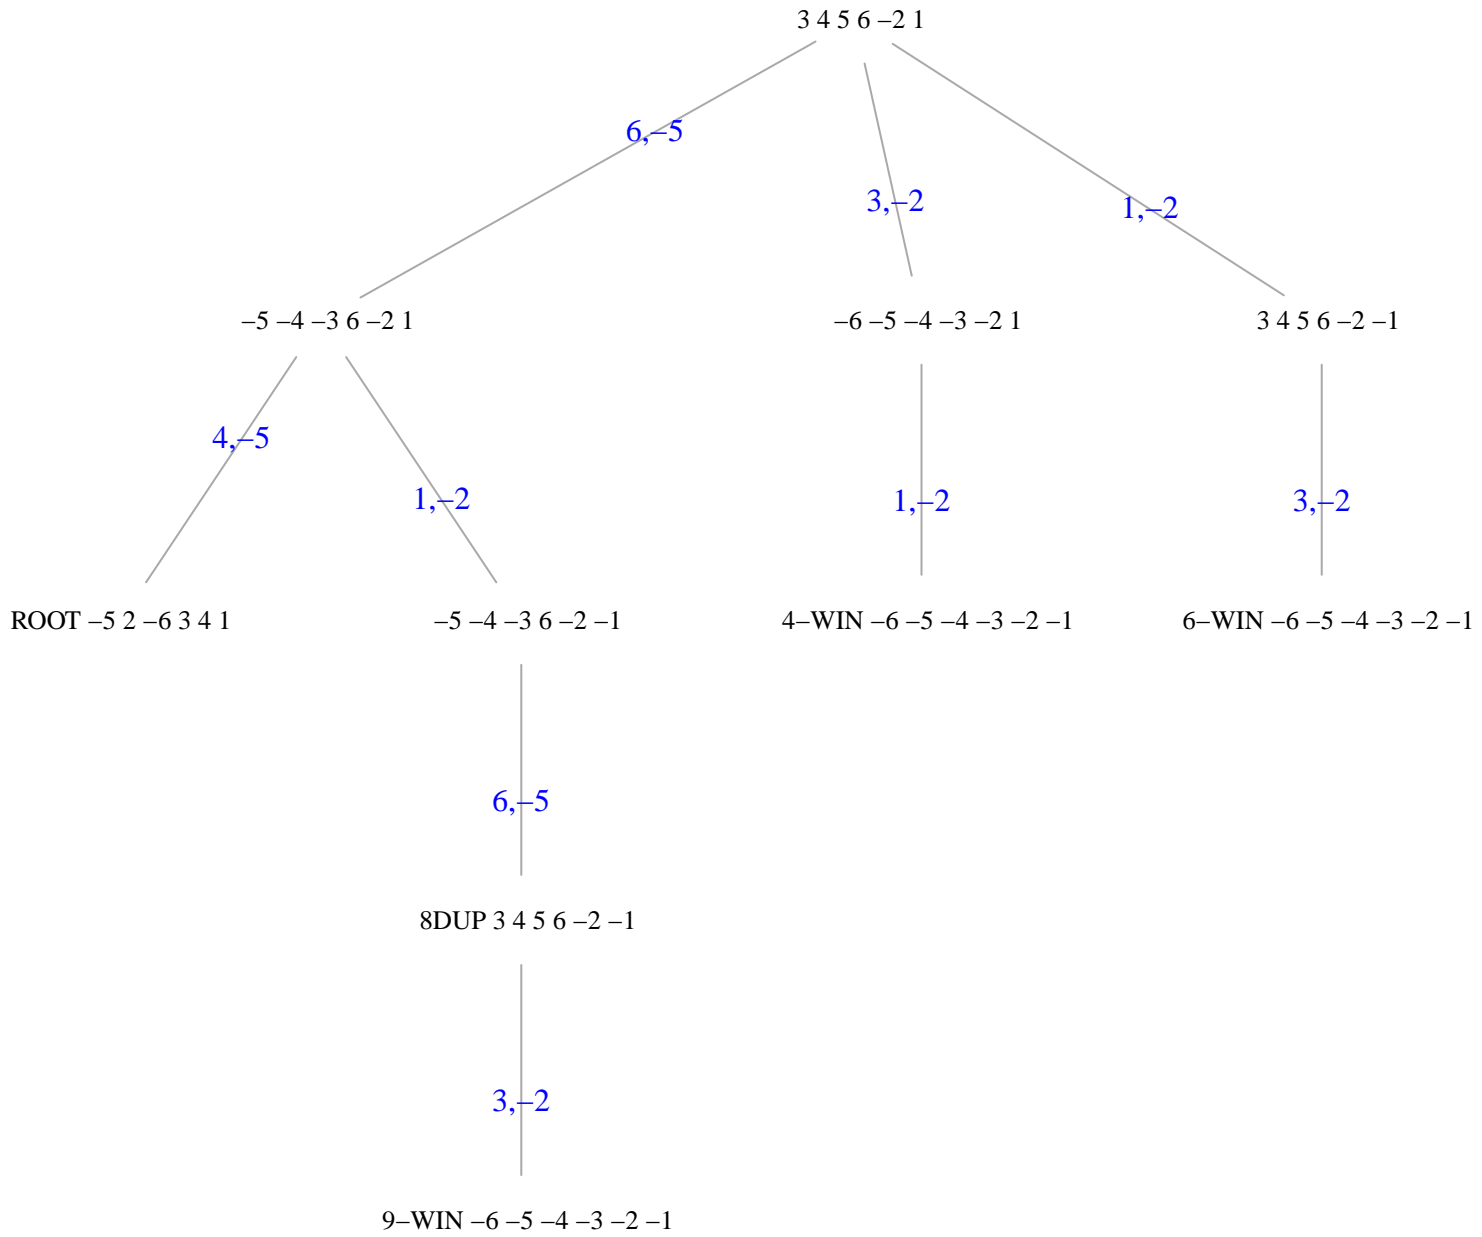 3 4 5 6 –2 1
6,–5
3,–2
1,–2
–5 –4 –3 6 –2 1
–6 –5 –4 –3 –2 1
3 4 5 6 –2 –1
4,–5
1,–2
1,–2
3,–2
ROOT –5 2 –6 3 4 1
–5 –4 –3 6 –2 –1
4–WIN –6 –5 –4 –3 –2 –1
6–WIN –6 –5 –4 –3 –2 –1
6,–5
8DUP 3 4 5 6 –2 –1
3,–2
9–WIN –6 –5 –4 –3 –2 –1